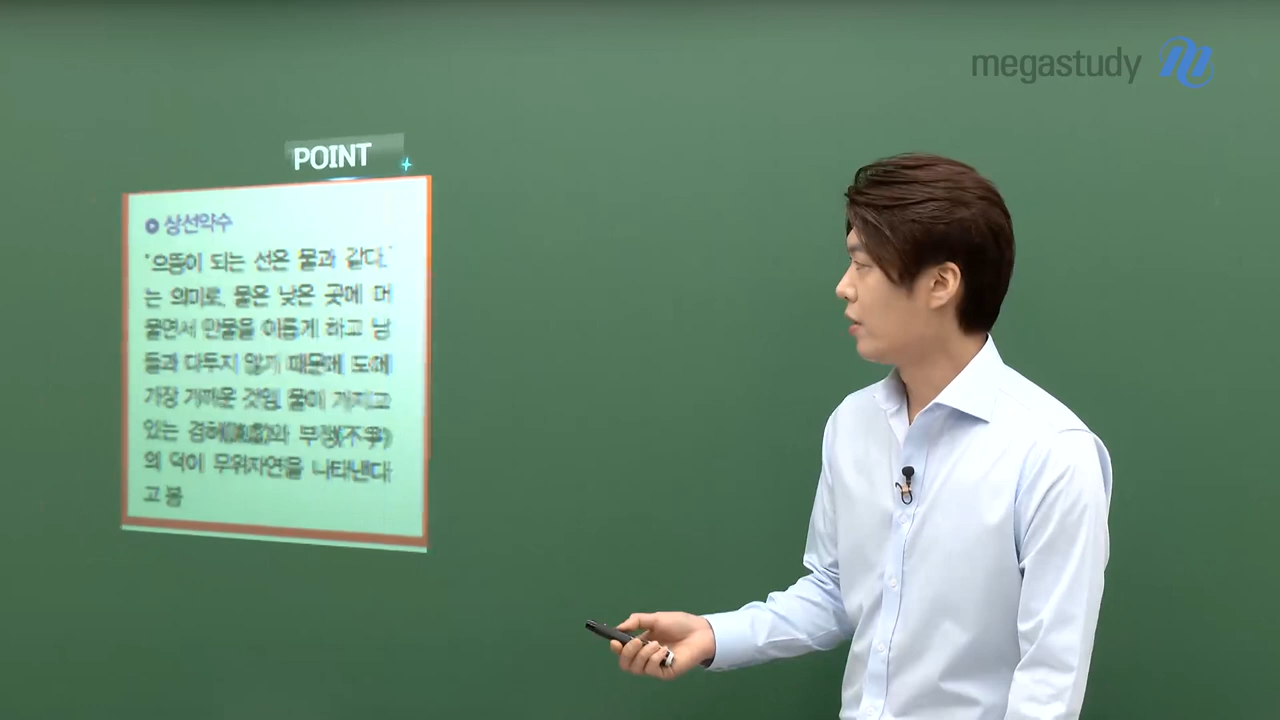 megastudy
POINT
상선약수
"으뜸이 되는 선은 물과 같다."
는 의미로, 물은 낮은 곳에 머
물면서 만물을 이롭게 하고 남
들과 다투지 않기 때문에 도에
가장 가까운 것임. 물이 가지고
있는 겸허(謙虛)와 부쟁(不爭)
의 덕이 무위자연을 나타낸다
고 봄